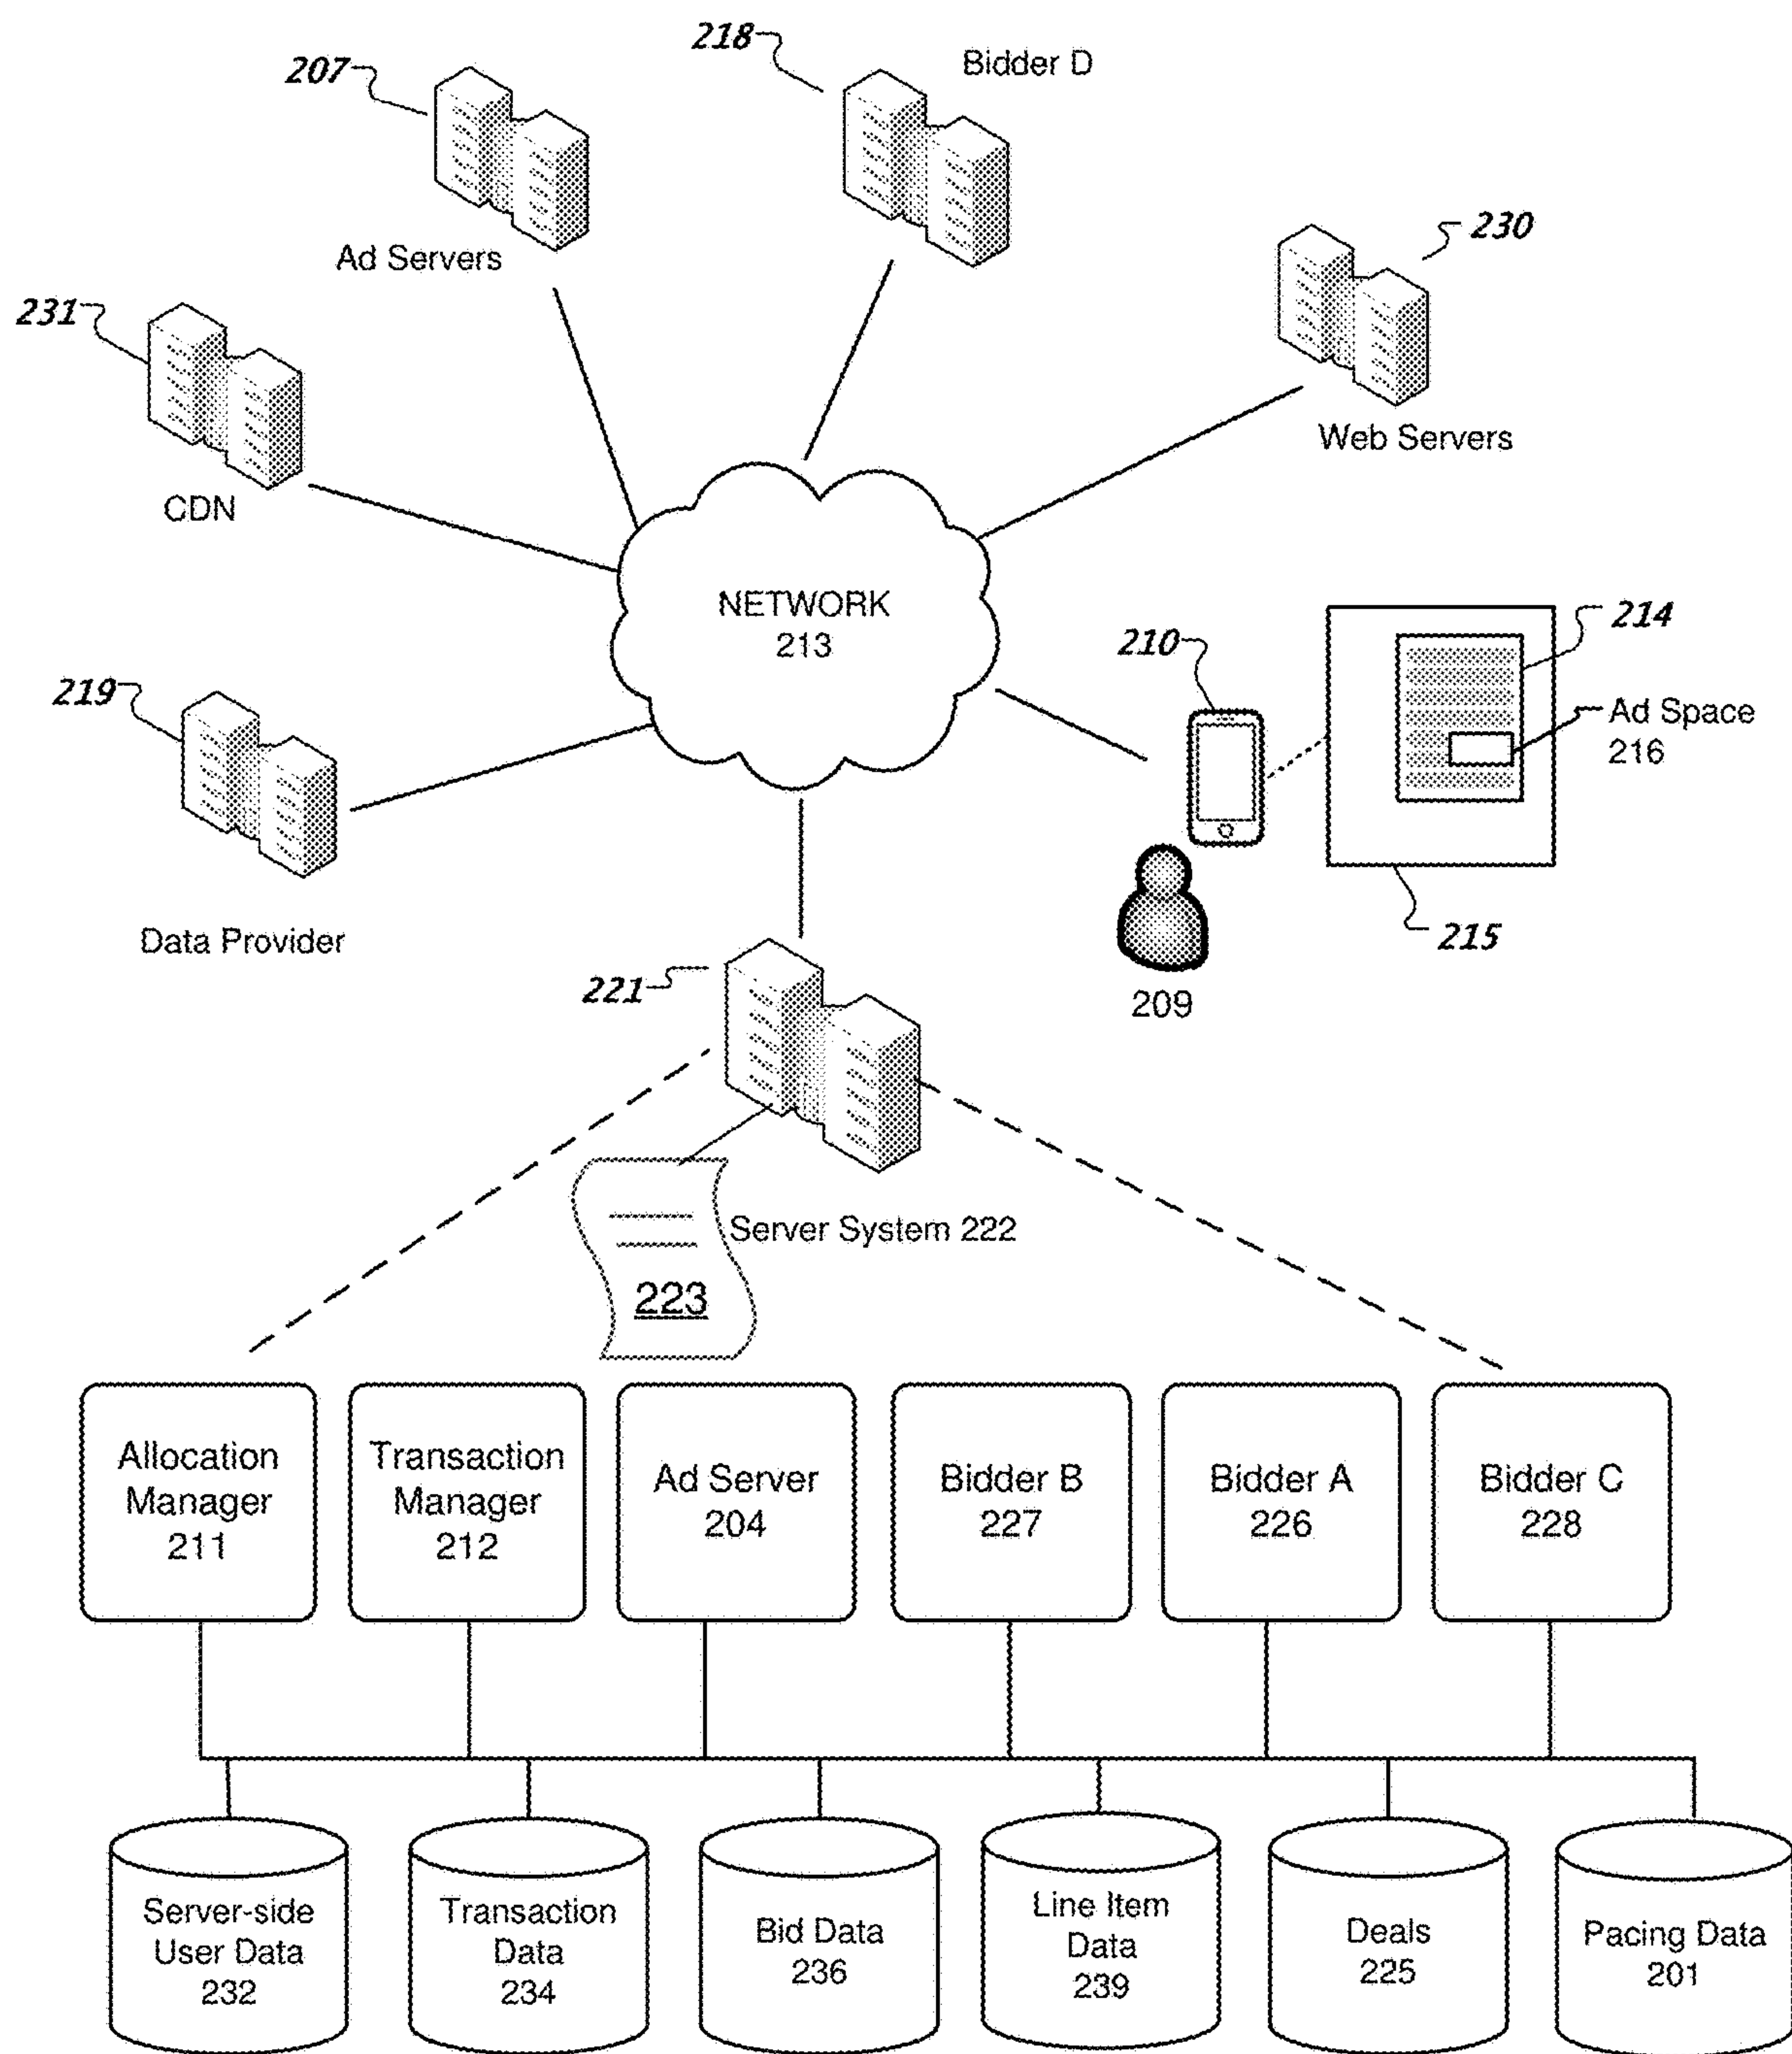 218
Bidder D
207
Ad Servers
230
231
Web Servers
CDN
NETWORK
213
210
214
219
Ad Space
216
Data Provider
215
221
209
Server System 222
223
Allocation
Manager
211
Transaction
Manager
212
Ad Server
204
Bidder B
227
Bidder A
226
Bidder C
228
Server-side
User Data
232
Transaction
Data
234
Bid Data
236
Line Item
Data
239
Deals
225
Pacing Data
201